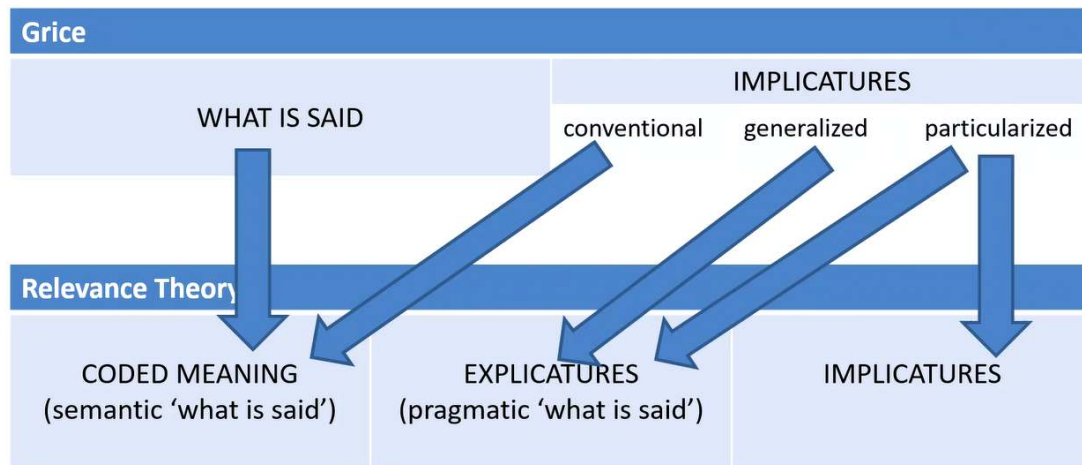 Grice
WHAT IS SAID
IMPLICATURES
conventional generalized particularized
Relevance Theory
CODED MEANING
(semantic ‘what is said’)
EXPLICATURES
(pragmatic ‘what is said’)
IMPLICATURES